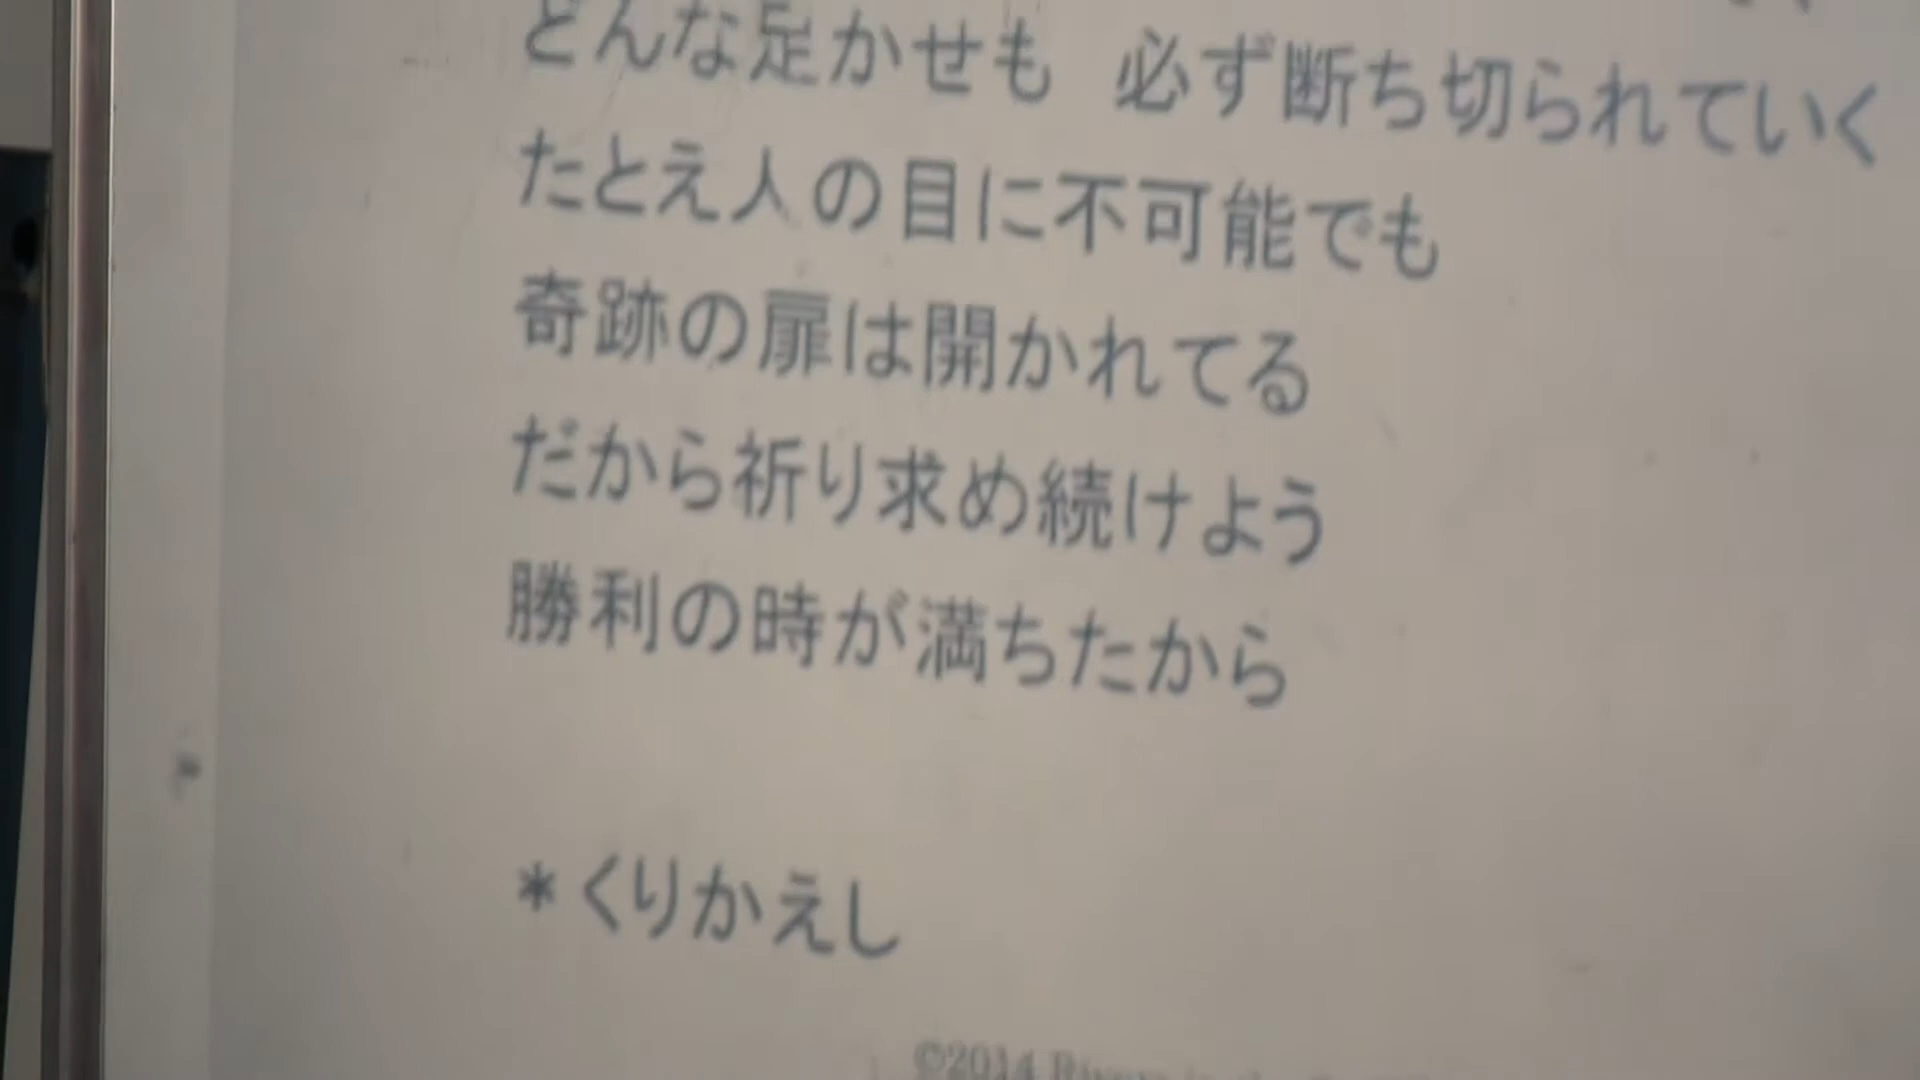 どんな足かせも 必ず断ち切られていく
たとえ人の目に不可能でも
奇跡の扉は開かれてる
だから祈り求め続けよう
勝利の時が満ちたから
*くりかえし
©2014